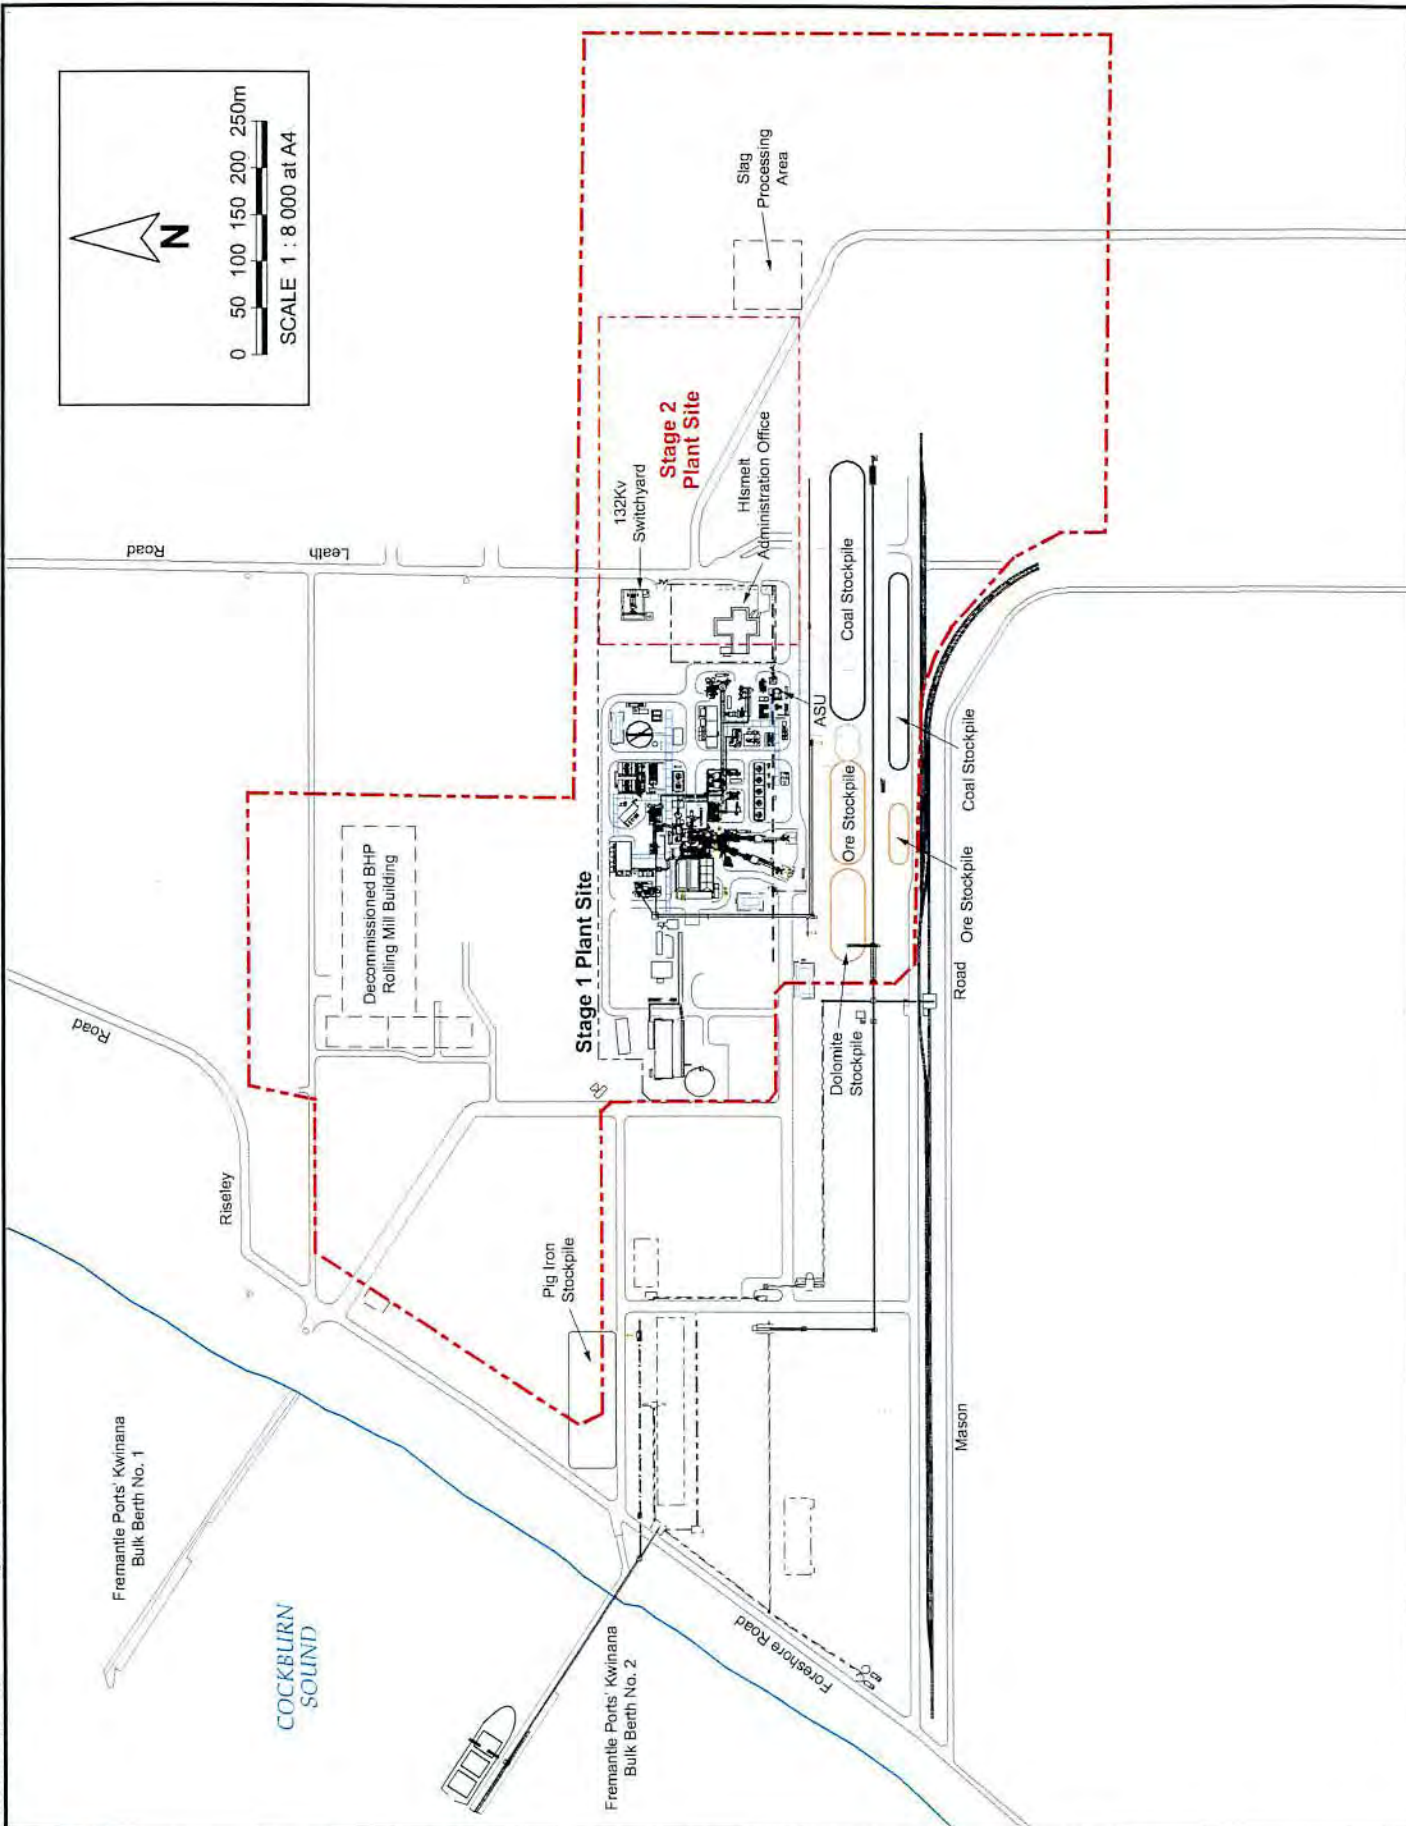 N
0 50 100 150 200 250m
SCALE 1 : 8 000 at A4
Fremantle Ports' Kwinana
Bulk Berth No. 1
COCKBURN
SOUND
Fremantle Ports' Kwinana
Bulk Berth No. 2
Riseley
Road
Leath
Road
Decommissioned BHP
Rolling Mill Building
Pig Iron
Stockpile
Stage 1 Plant Site
132Kv
Switchyard
Stage 2
Plant Site
HIsmelt
Administration Office
Slag
Processing
Area
ASU
Coal Stockpile
Ore Stockpile
Dolomite
Stockpile
Ore Stockpile
Coal Stockpile
Foreshore Road
Mason
Road